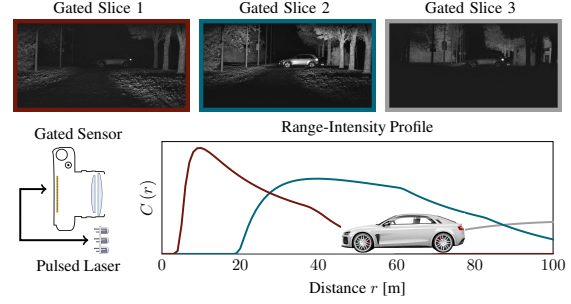 Gated Slice 1
Gated Slice 2
Gated Slice 3
Gated Sensor
Pulsed Laser
Range-Intensity Profile
C (r)
0
20
40
60
80
100
Distance r [m]